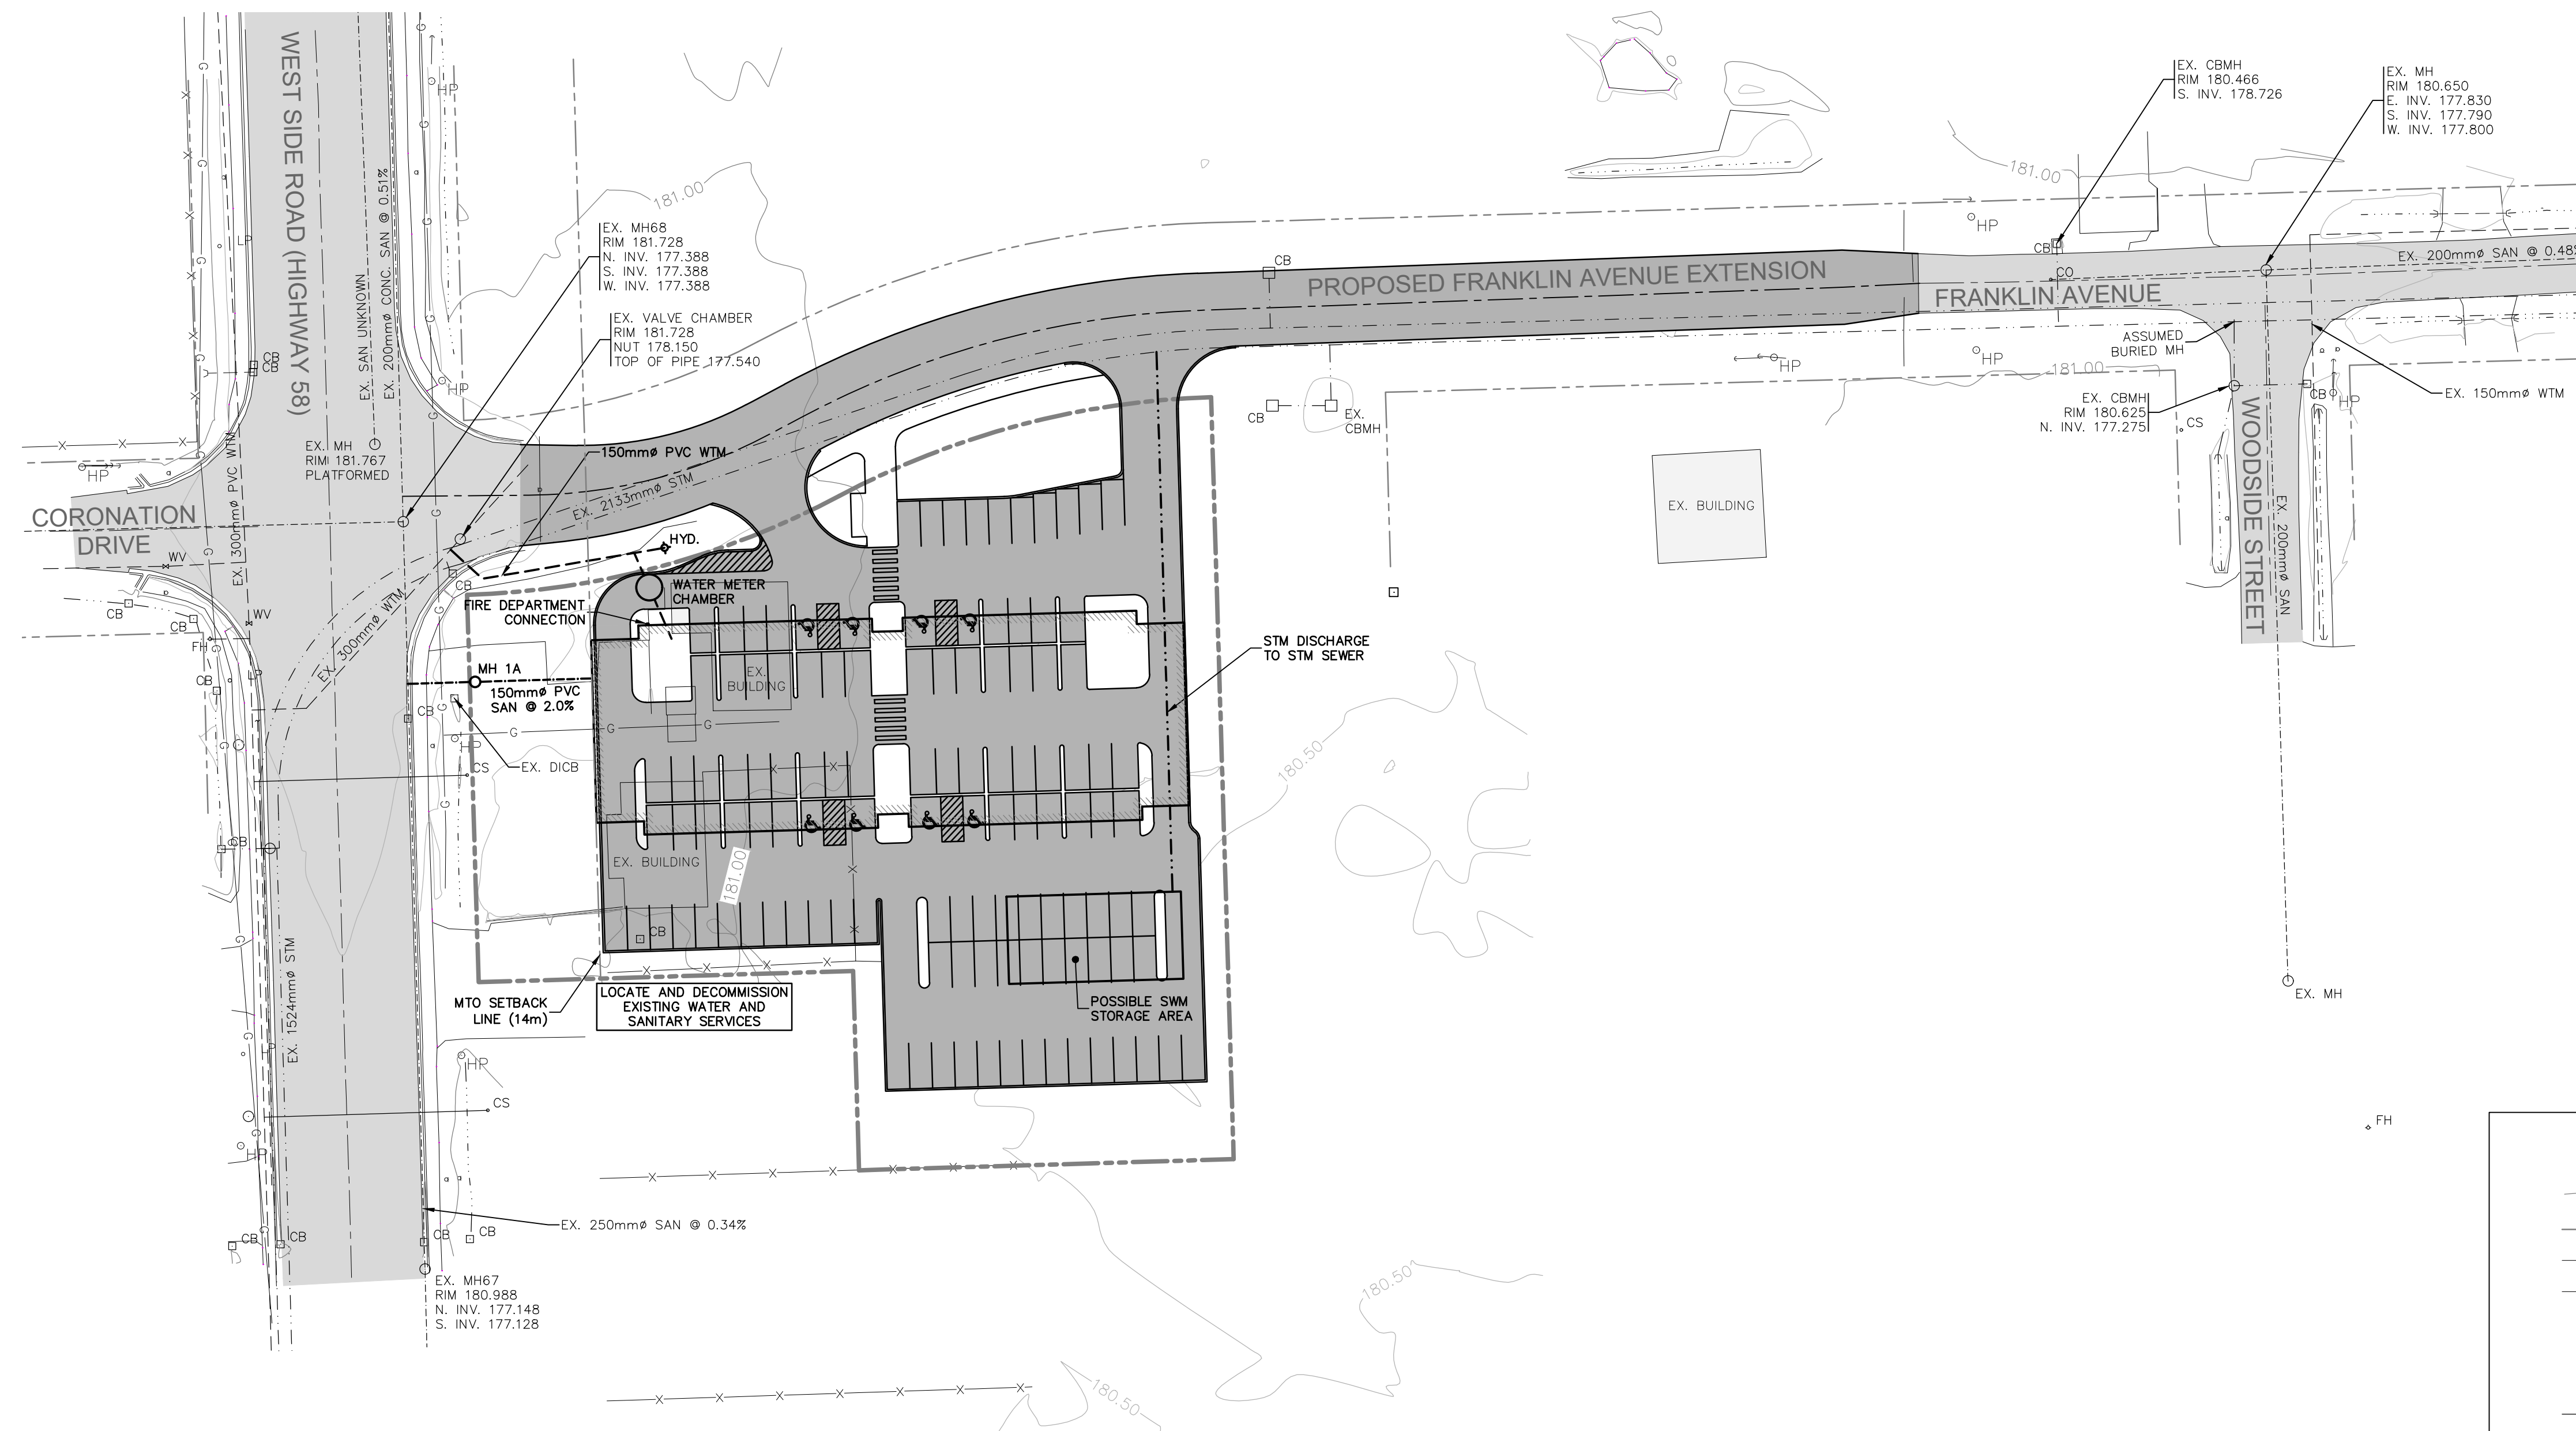 WEST SIDE ROAD (HIGHWAY 58)
EX. SAN UNKNOWN
EX. 200mmø CONC. SAN @ 0.51%
G
G
G
G
G
HP
LP
181.00
EX. MH68
RIM 181.728
N. INV. 177.388
S. INV. 177.388
W. INV. 177.388
EX. VALVE CHAMBER
RIM 181.728
NUT 178.150
TOP OF PIPE 177.540
CB
CB
HP
EX. MH
RIM 181.767
PLATFORMED
HP
EX. 300mmø PVC WTM
CORONATION
DRIVE
WV
WV
CB
CB
CB
FH
LP
150mmø PVC WTM
EX. 2133mmø STM
HYD.
WATER METER
CHAMBER
FIRE DEPARTMENT
CONNECTION
CB
EX. 300mmø WTM
MH 1A
150mmø PVC
SAN @ 2.0%
CB
HP
CS
EX. DICB
G
G
G
EX.
BUILDING
EX. BUILDING
181.00
CB
CB
EX. 1524mmø STM
LP
MTO SETBACK
LINE (14m)
LOCATE AND DECOMMISSION
EXISTING WATER AND
SANITARY SERVICES
POSSIBLE SWM
STORAGE AREA
STM DISCHARGE
TO STM SEWER
180.50
HP
CS
HP
CB
CB
CB
CB
EX. 250mmø SAN @ 0.34%
EX. MH67
RIM 180.988
N. INV. 177.148
S. INV. 177.128
180.50
180.50
CB
PROPOSED FRANKLIN AVENUE EXTENSION
CB
EX.
CBMH
HP
EX. BUILDING
EX. CBMH
RIM 180.466
S. INV. 178.726
EX. MH
RIM 180.650
E. INV. 177.830
S. INV. 177.790
W. INV. 177.800
181.00
HP
CB
CO
EX. 200mmø SAN @ 0.48%
FRANKLIN AVENUE
ASSUMED
BURIED MH
HP
181.00
EX. CBMH
RIM 180.625
N. INV. 177.275
CS
CB
HP
EX. 150mmø WTM
WOODSIDE STREET
EX. 200mmø SAN
EX. MH
FH